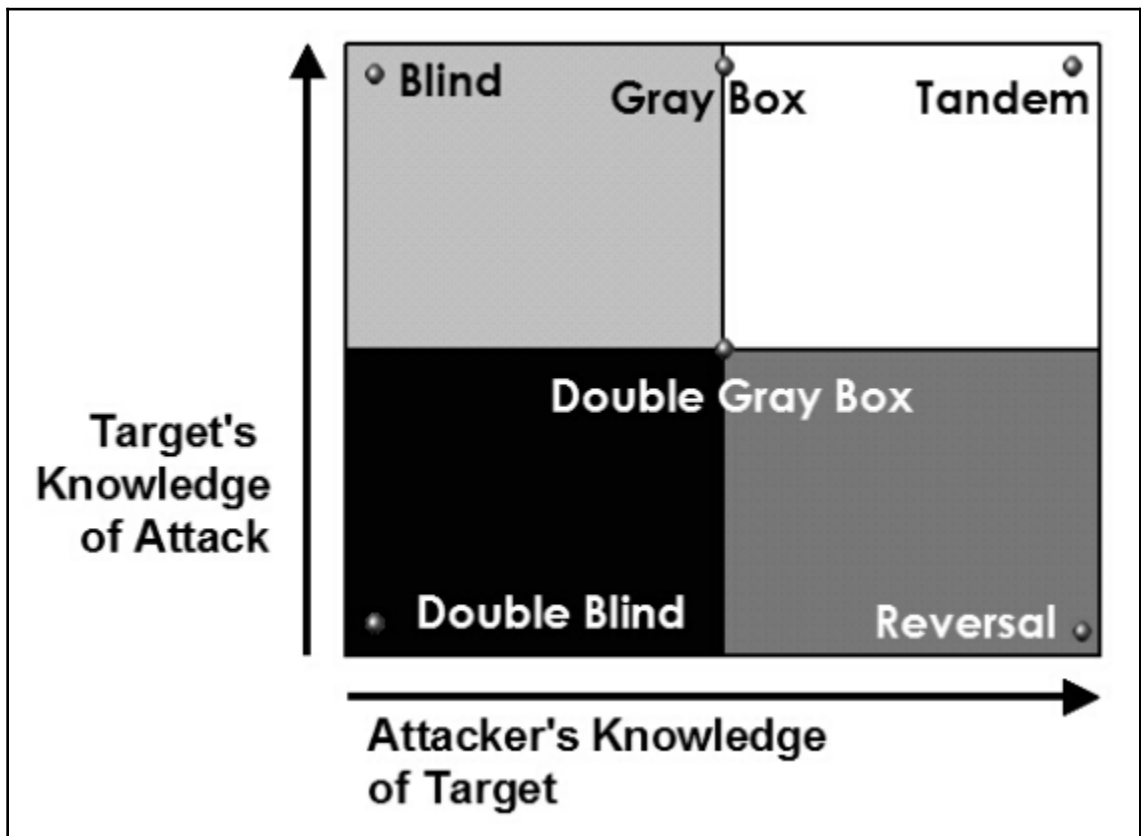 Blind
Gray Box
Tandem
Double Gray Box
Target's
Knowledge
of Attack
Double Blind
Reversal
Attacker's Knowledge
of Target